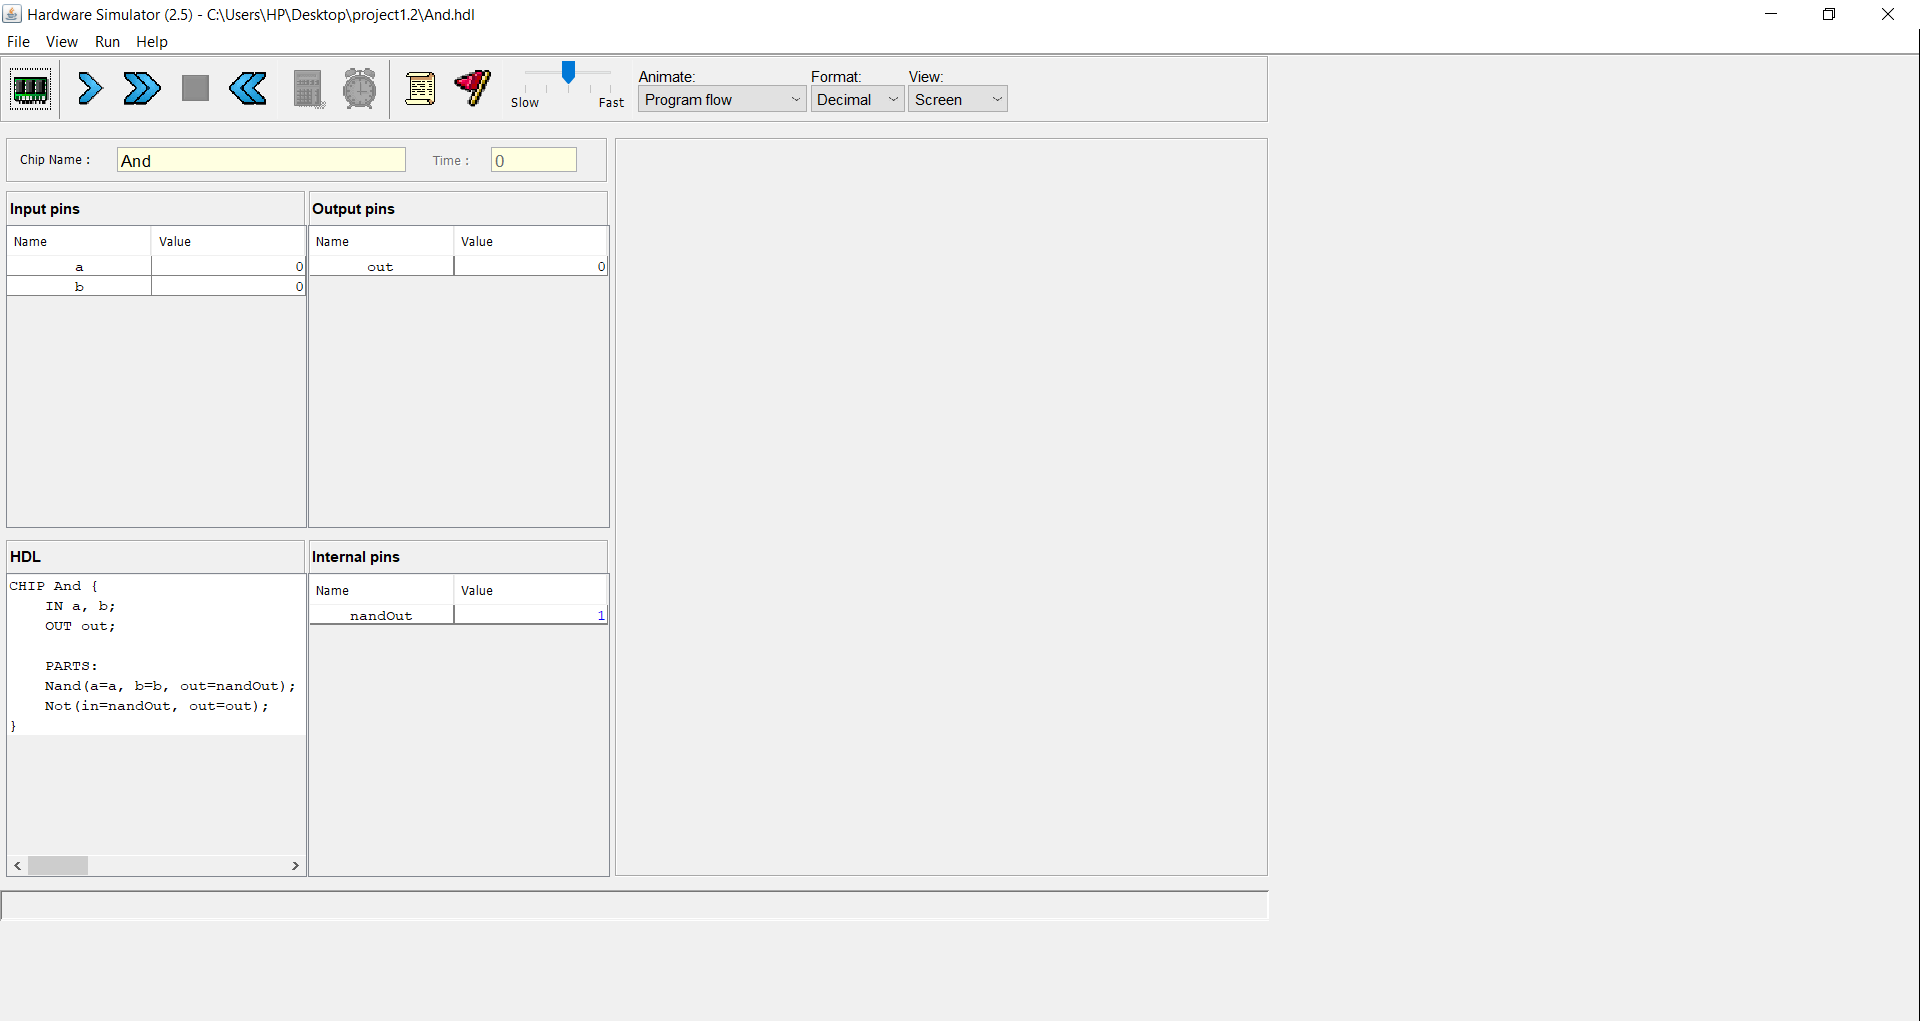 Hardware Simulator (2.5) - C:\Users\HP\Desktop\project1.2\And.hdl
File View Run Help
Slow Fast
Animate: Format: View:
Program flow Decimal Screen
Chip Name : And Time : 0
Input pins
Name Value
a 0
b 0
Output pins
Name Value
out 0
HDL
CHIP And {
    IN a, b;
    OUT out;
    PARTS:
    Nand(a=a, b=b, out=nandOut);
    Not(in=nandOut, out=out);
}
Internal pins
Name Value
nandOut 1